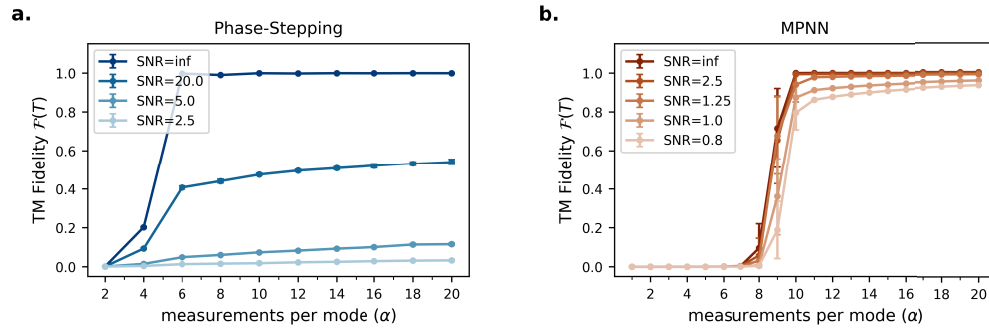 a.
Phase-Stepping
TM Fidelity 𝓕(T)
1.0
0.8
0.6
0.4
0.2
0.0
SNR=inf
SNR=20.0
SNR=5.0
SNR=2.5
2 4 6 8 10 12 14 16 18 20
measurements per mode (α)
b.
MPNN
TM Fidelity 𝓕(T)
1.0
0.8
0.6
0.4
0.2
0.0
SNR=inf
SNR=2.5
SNR=1.25
SNR=1.0
SNR=0.8
2 4 6 8 10 12 14 16 18 20
measurements per mode (α)